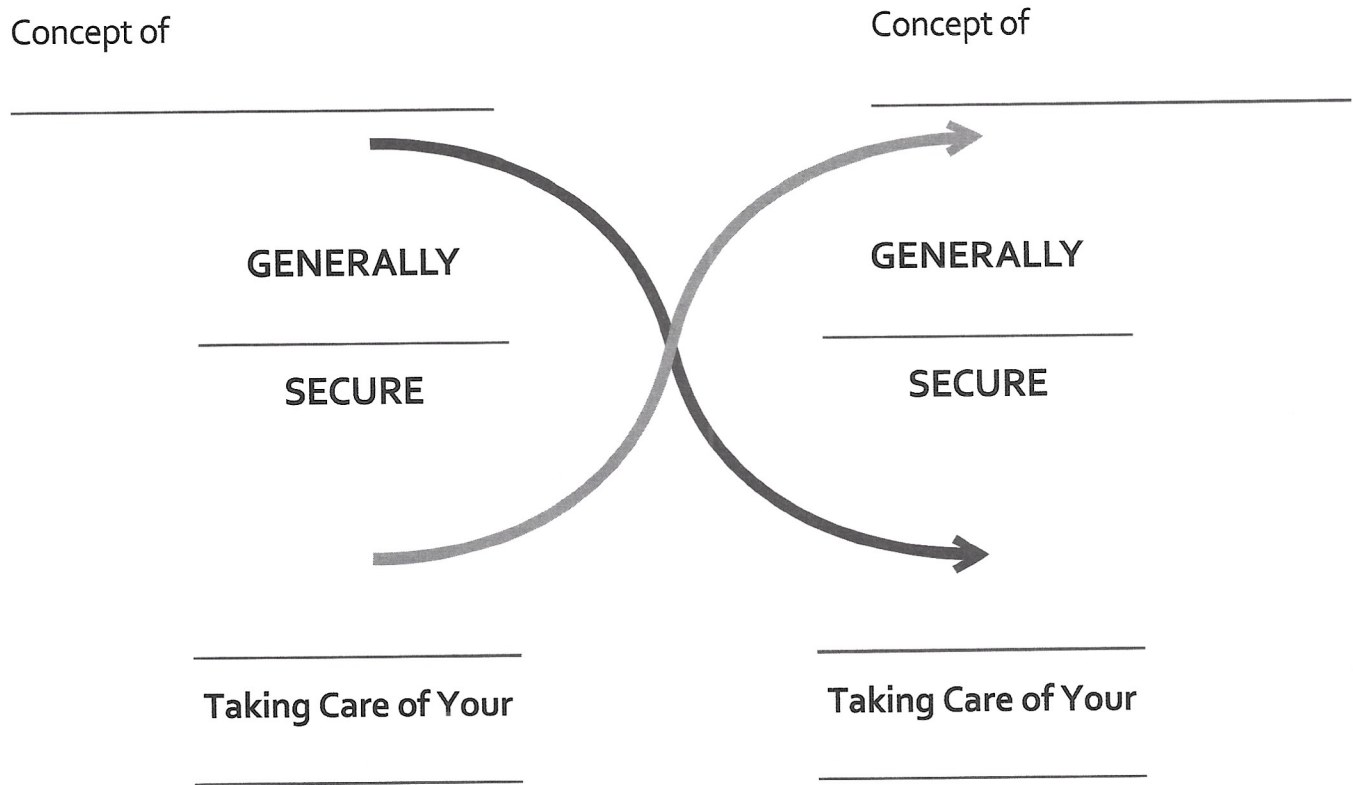 Concept of
Concept of
GENERALLY
SECURE
GENERALLY
SECURE
Taking Care of Your
Taking Care of Your